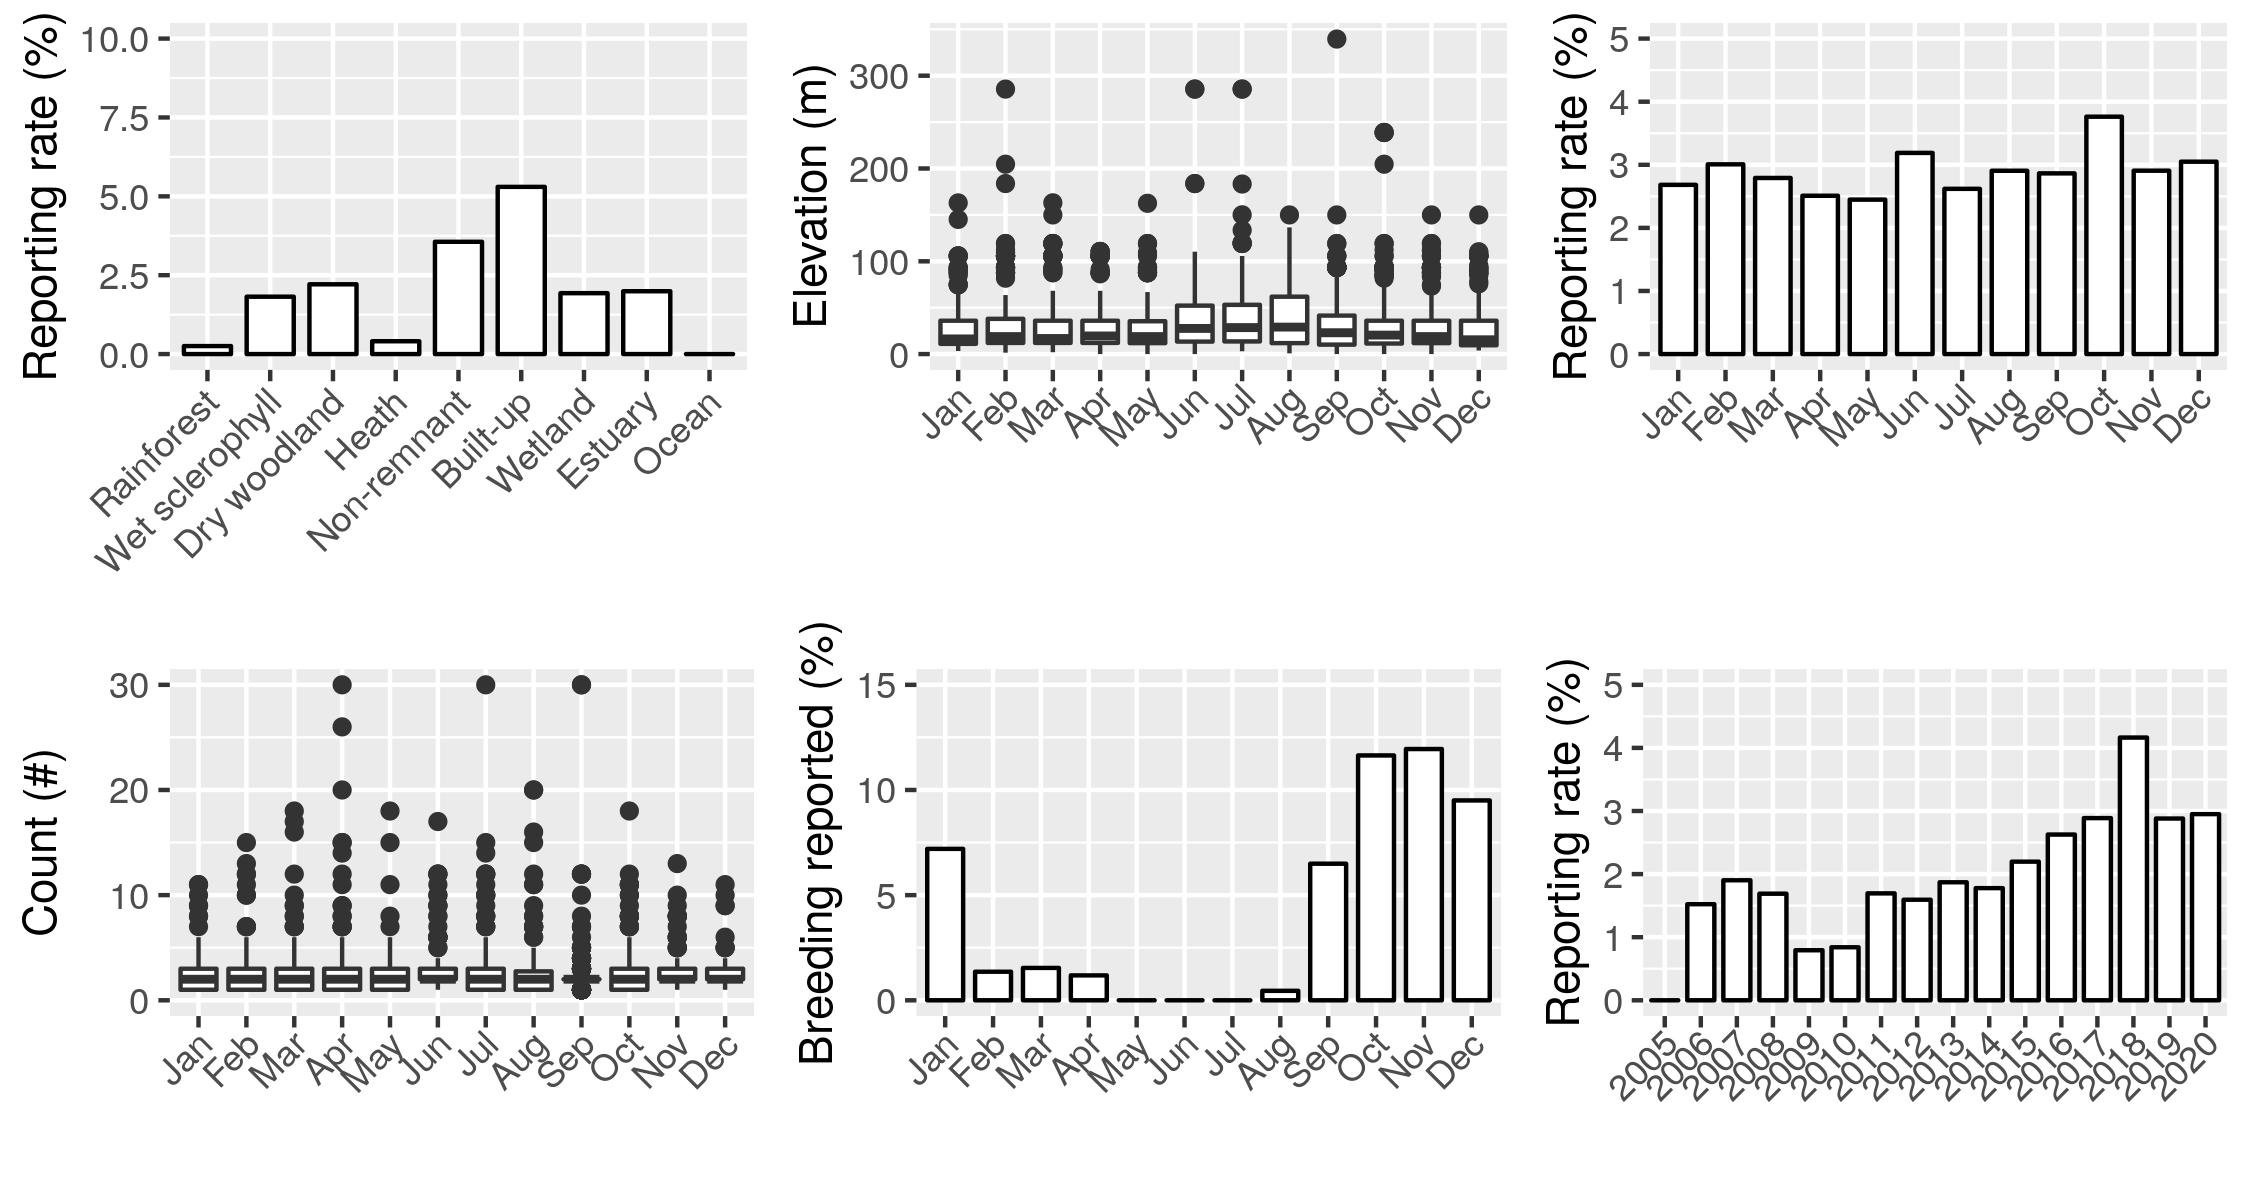 Reporting rate (%)
10.0
7.5
5.0
2.5
0.0
Rainforest
Wet sclerophyll
Dry woodland
Heath
Non-remnant
Built-up
Wetland
Estuary
Ocean
Elevation (m)
300
200
100
0
Jan
Feb
Mar
Apr
May
Jun
Jul
Aug
Sep
Oct
Nov
Dec
Reporting rate (%)
5
4
3
2
1
0
Jan
Feb
Mar
Apr
May
Jun
Jul
Aug
Sep
Oct
Nov
Dec
Count (#)
30
20
10
0
Jan
Feb
Mar
Apr
May
Jun
Jul
Aug
Sep
Oct
Nov
Dec
Breeding reported (%)
15
10
5
0
Jan
Feb
Mar
Apr
May
Jun
Jul
Aug
Sep
Oct
Nov
Dec
Reporting rate (%)
5
4
3
2
1
0
2005
2006
2007
2008
2009
2010
2011
2012
2013
2014
2015
2016
2017
2018
2019
2020